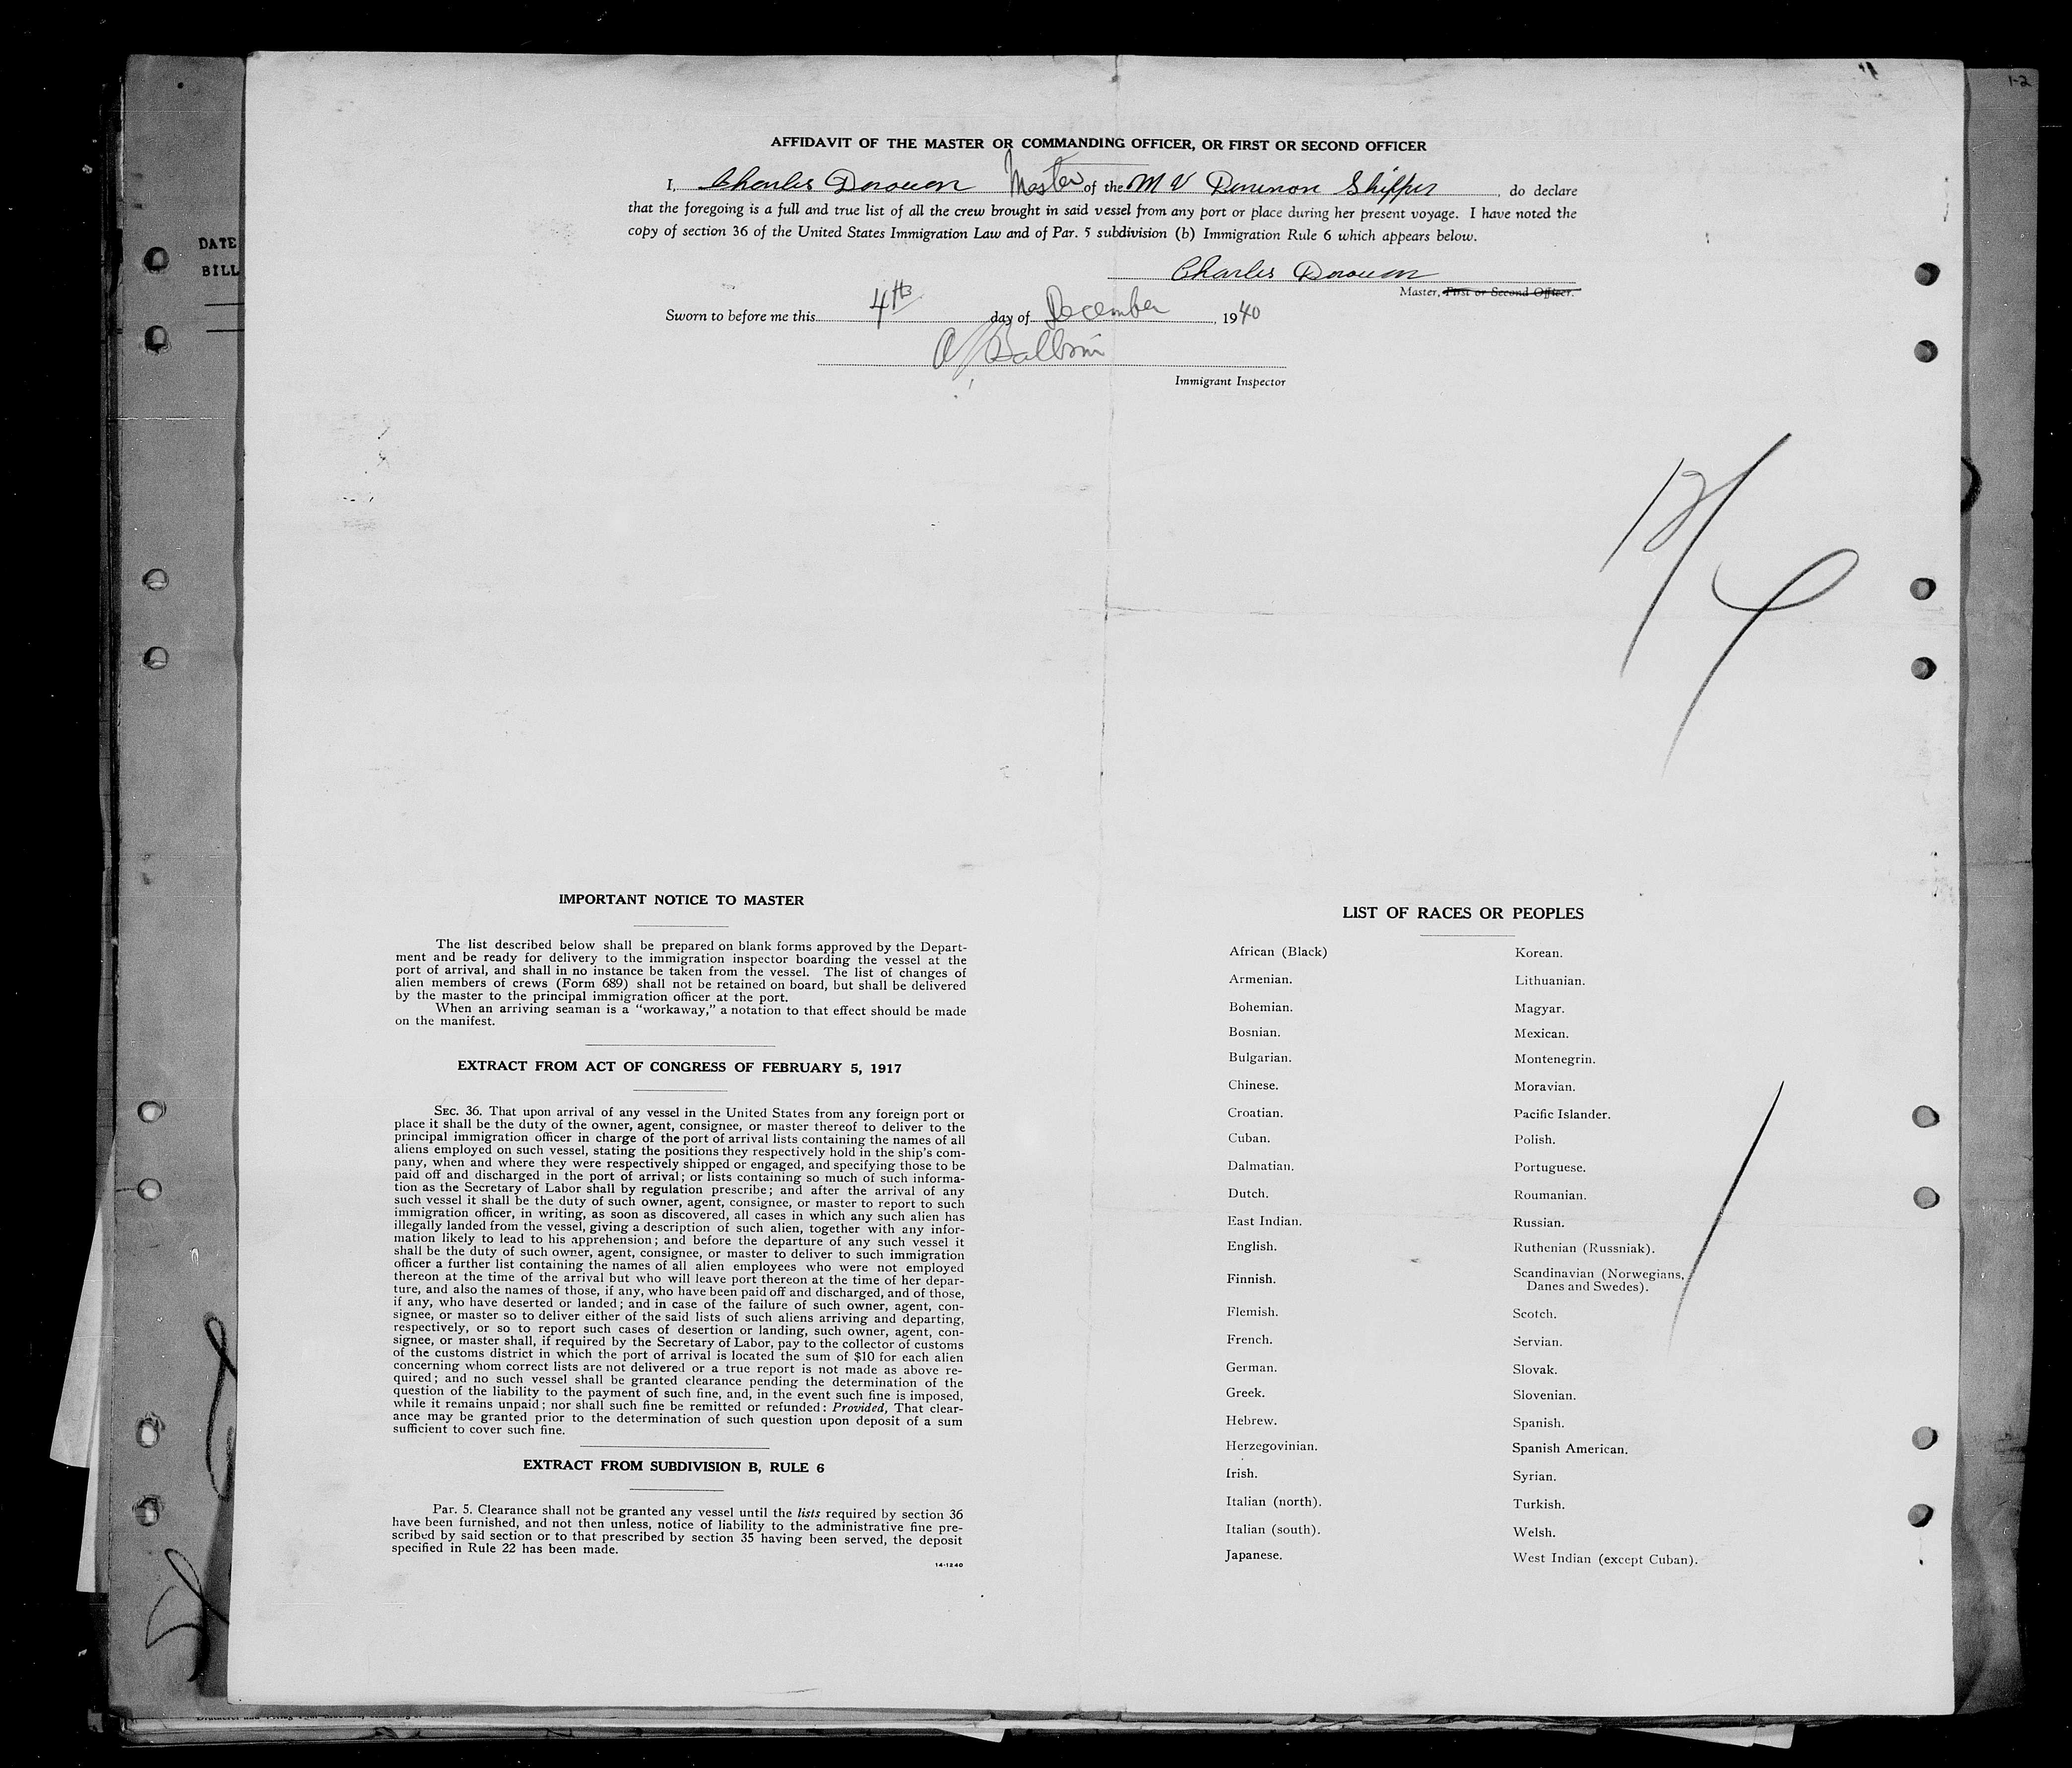 1-2
DATE
BILL
AFFIDAVIT OF THE MASTER OR COMMANDING OFFICER, OR FIRST OR SECOND OFFICER
I, Charles Master of the M V Shipper, do declare
that the foregoing is a full and true list of all the crew brought in said vessel from any port or place during her present voyage. I have noted the
copy of section 36 of the United States Immigration Law and of Par. 5 subdivision (b) Immigration Rule 6 which appears below.
Charles
Master, First or Second Officer.
Sworn to before me this 4th day of December, 1940
Immigrant Inspector
12/4
IMPORTANT NOTICE TO MASTER
The list described below shall be prepared on blank forms approved by the Depart-
ment and be ready for delivery to the immigration inspector boarding the vessel at the
port of arrival, and shall in no instance be taken from the vessel. The list of changes of
alien members of crews (Form 689) shall not be retained on board, but shall be delivered
by the master to the principal immigration officer at the port.
When an arriving seaman is a “workaway,” a notation to that effect should be made
on the manifest.
EXTRACT FROM ACT OF CONGRESS OF FEBRUARY 5, 1917
SEC. 36. That upon arrival of any vessel in the United States from any foreign port or
place it shall be the duty of the owner, agent, consignee, or master thereof to deliver to the
principal immigration officer in charge of the port of arrival lists containing the names of all
aliens employed on such vessel, stating the positions they respectively hold in the ship's com-
pany, when and where they were respectively shipped or engaged, and specifying those to be
paid off and discharged in the port of arrival; or lists containing so much of such informa-
tion as the Secretary of Labor shall by regulation prescribe; and after the arrival of any
such vessel it shall be the duty of such owner, agent, consignee, or master to report to such
immigration officer, in writing, as soon as discovered, all cases in which any such alien has
illegally landed from the vessel, giving a description of such alien, together with any infor-
mation likely to lead to his apprehension; and before the departure of any such vessel it
shall be the duty of such owner, agent, consignee, or master to deliver to such immigration
officer a further list containing the names of all alien employees who were not employed
thereon at the time of the arrival but who will leave port thereon at the time of her depar-
ture, and also the names of those, if any, who have been paid off and discharged, and of those,
if any, who have deserted or landed; and in case of the failure of such owner, agent, con-
signee, or master so to deliver either of the said lists of such aliens arriving and departing,
respectively, or so to report such cases of desertion or landing, such owner, agent, con-
signee, or master shall, if required by the Secretary of Labor, pay to the collector of customs
of the customs district in which the port of arrival is located the sum of $10 for each alien
concerning whom correct lists are not delivered or a true report is not made as above re-
quired; and no such vessel shall be granted clearance pending the determination of the
question of the liability to the payment of such fine, and, in the event such fine is imposed,
while it remains unpaid; nor shall such fine be remitted or refunded: Provided, That clear-
ance may be granted prior to the determination of such question upon deposit of a sum
sufficient to cover such fine.
EXTRACT FROM SUBDIVISION B, RULE 6
Par. 5. Clearance shall not be granted any vessel until the lists required by section 36
have been furnished, and not then unless, notice of liability to the administrative fine pre-
scribed by said section or to that prescribed by section 35 having been served, the deposit
specified in Rule 22 has been made.
14-1240
LIST OF RACES OR PEOPLES
African (Black)
Armenian.
Bohemian.
Bosnian.
Bulgarian.
Chinese.
Croatian.
Cuban.
Dalmatian.
Dutch.
East Indian.
English.
Finnish.
Flemish.
French.
German.
Greek.
Hebrew.
Herzegovinian.
Irish.
Italian (north).
Italian (south).
Japanese.
Korean.
Lithuanian.
Magyar.
Mexican.
Montenegrin.
Moravian.
Pacific Islander.
Polish.
Portuguese.
Roumanian.
Russian.
Ruthenian (Russniak).
Scandinavian (Norwegians,
Danes and Swedes).
Scotch.
Servian.
Slovak.
Slovenian.
Spanish.
Spanish American.
Syrian.
Turkish.
Welsh.
West Indian (except Cuban).